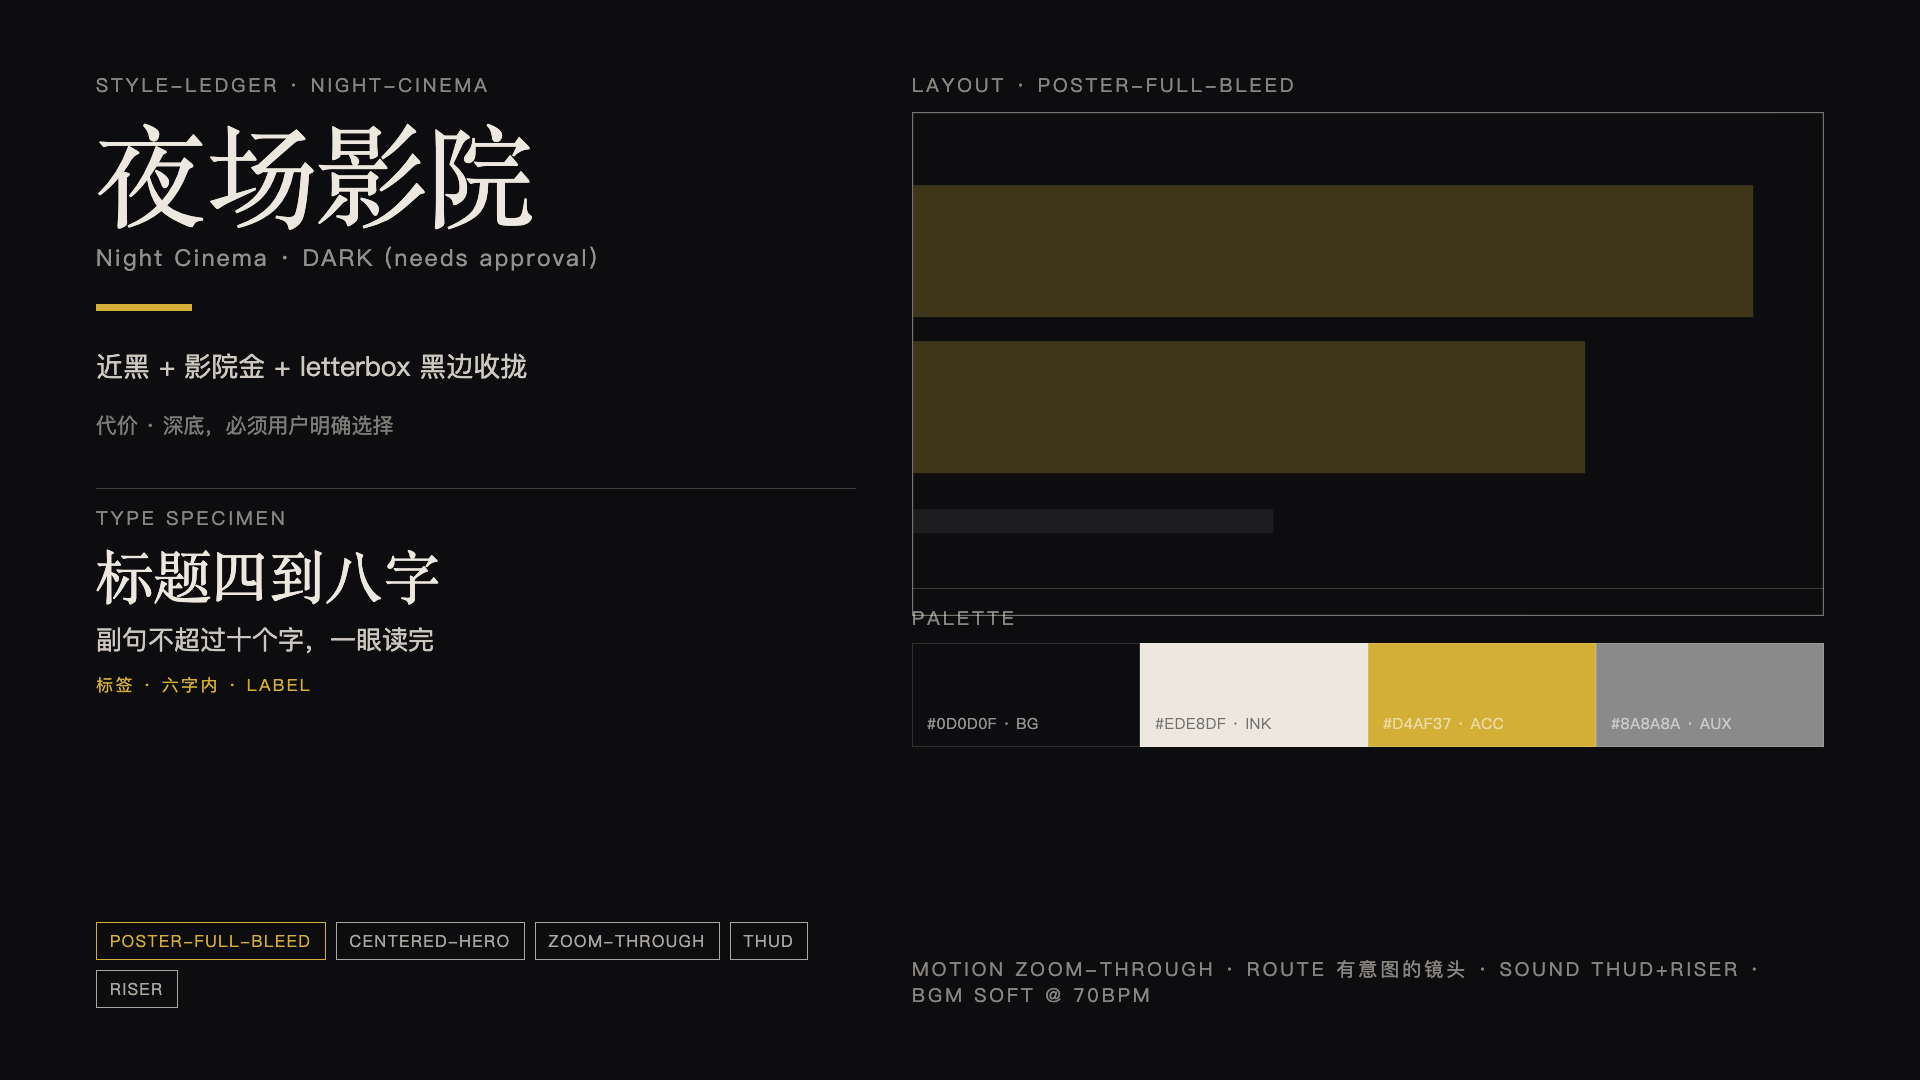 STYLE–LEDGER · NIGHT–CINEMA
夜场影院
Night Cinema · DARK (needs approval)
近黑 + 影院金 + letterbox 黑边收拢
代价 · 深底，必须用户明确选择
TYPE SPECIMEN
标题四到八字
副句不超过十个字，一眼读完
标签 · 六字内 · LABEL
POSTER–FULL–BLEED
CENTERED–HERO
ZOOM–THROUGH
THUD
RISER
LAYOUT · POSTER–FULL–BLEED
PALETTE
#0D0D0F · BG
#EDE8DF · INK
#D4AF37 · ACC
#8A8A8A · AUX
MOTION ZOOM–THROUGH · ROUTE 有意图的镜头 · SOUND THUD+RISER ·
BGM SOFT @ 70BPM